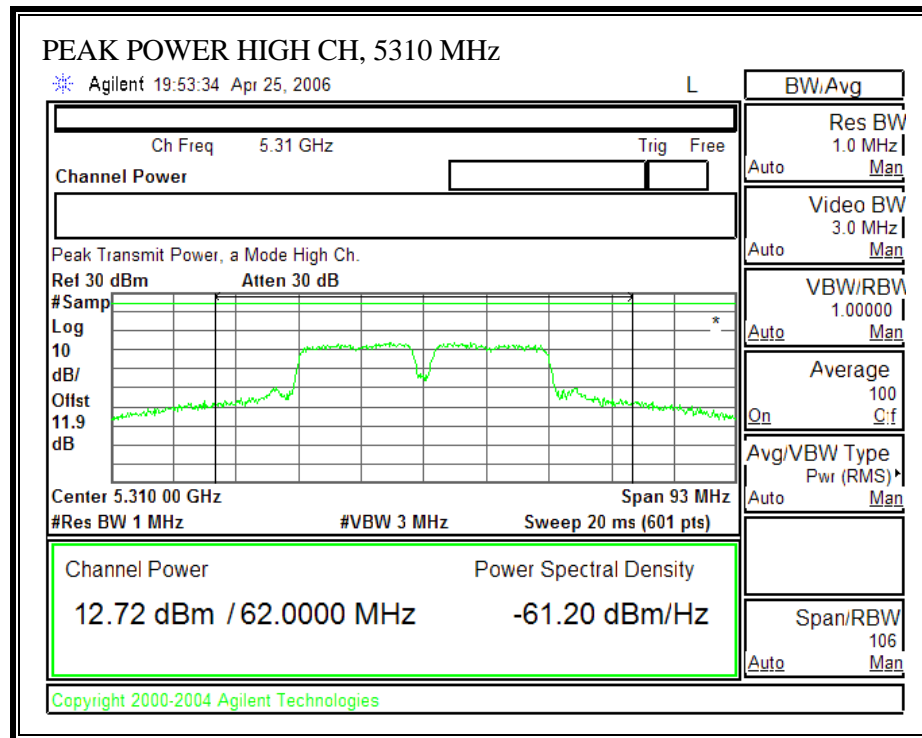 PEAK POWER HIGH CH, 5310 MHz
Agilent 19:53:34 Apr 25, 2006 L
BW/Avg
Ch Freq 5.31 GHz Trig Free
Channel Power
Res BW
1.0 MHz
Auto Man
Video BW
3.0 MHz
Auto Man
Peak Transmit Power, a Mode High Ch.
Ref 30 dBm Atten 30 dB
#Samp
Log
10
dB/
Offst
11.9
dB
*
VBW/RBW
1.00000
Auto Man
Average
100
On Off
Avg/VBW Type
Pwr (RMS)
Auto Man
Center 5.310 00 GHz Span 93 MHz
#Res BW 1 MHz #VBW 3 MHz Sweep 20 ms (601 pts)
Channel Power Power Spectral Density
12.72 dBm / 62.0000 MHz -61.20 dBm/Hz
Span/RBW
106
Auto Man
Copyright 2000-2004 Agilent Technologies